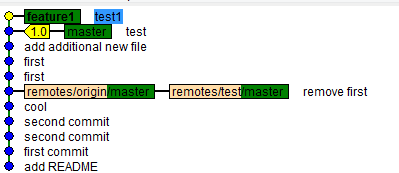 feature1 test1
1.0 master test
add additional new file
first
first
remotes/origin/master remotes/test/master remove first
cool
second commit
second commit
first commit
add README